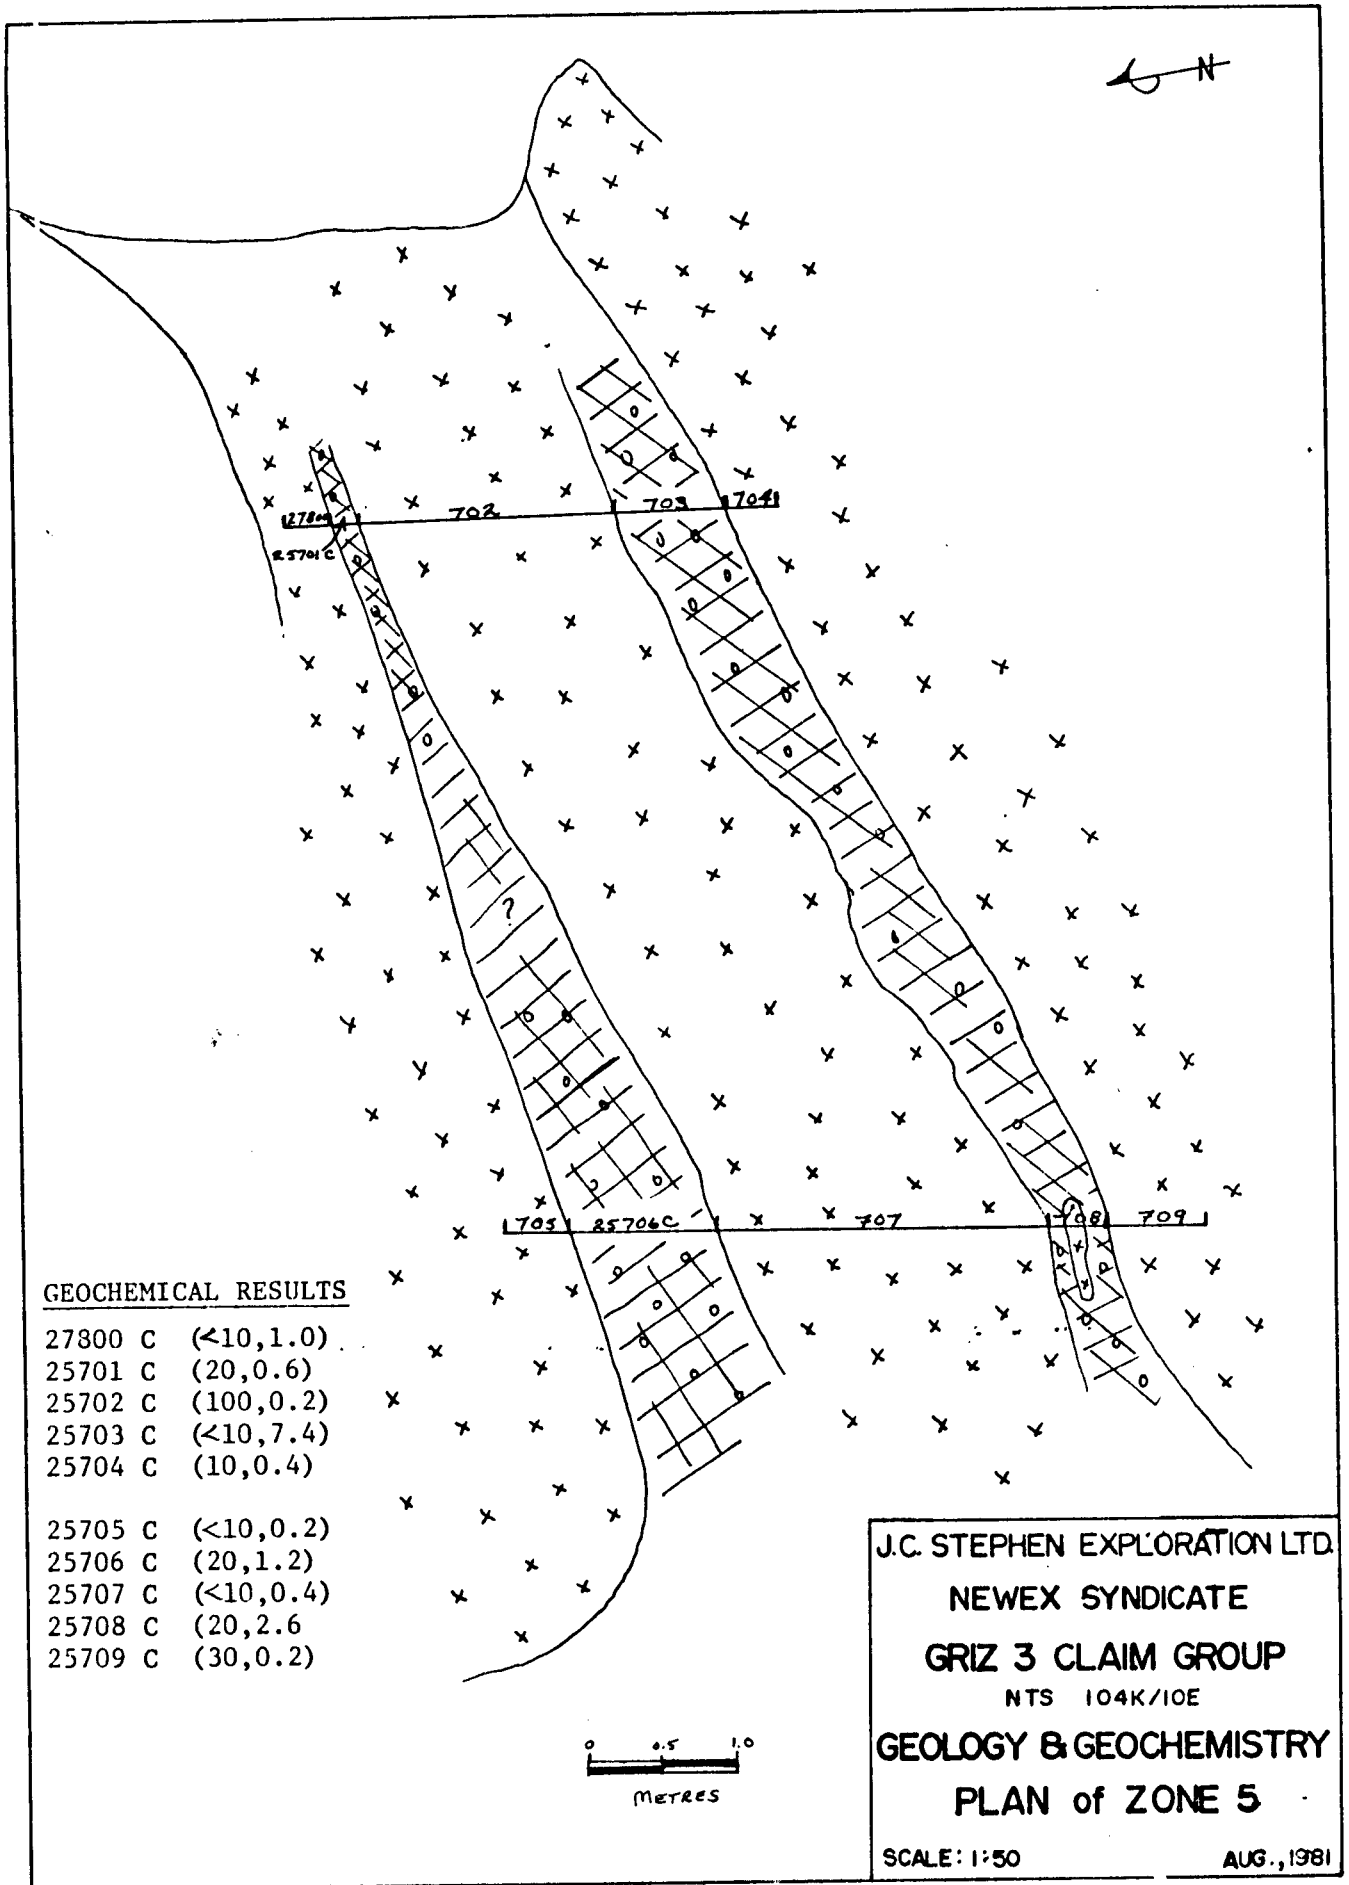 N
27800 702 703 704
25701C
?
705 25706C 707 708 709
GEOCHEMICAL RESULTS
27800 C (<10,1.0)
25701 C (20,0.6)
25702 C (100,0.2)
25703 C (<10,7.4)
25704 C (10,0.4)
25705 C (<10,0.2)
25706 C (20,1.2)
25707 C (<10,0.4)
25708 C (20,2.6
25709 C (30,0.2)
0 0.5 1.0
METRES
J.C. STEPHEN EXPLORATION LTD.
NEWEX SYNDICATE
GRIZ 3 CLAIM GROUP
NTS 104K/10E
GEOLOGY & GEOCHEMISTRY
PLAN of ZONE 5
SCALE: 1:50 AUG., 1981